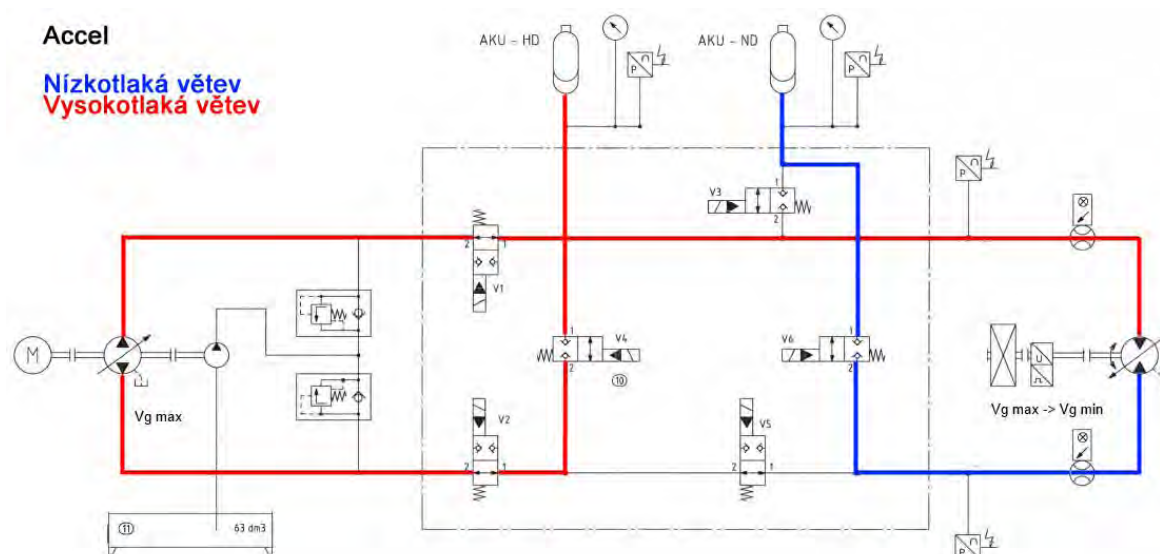 Accel
Nízkotlaká větev
Vysokotlaká větev
AKU - HD
AKU - ND
P
P
P
V3
1
2
2
1
V1
1
2
V4
10
V6
1
2
M
Vg max
Vg max -> Vg min
V2
2
1
V5
2
1
11
63 dm3
P